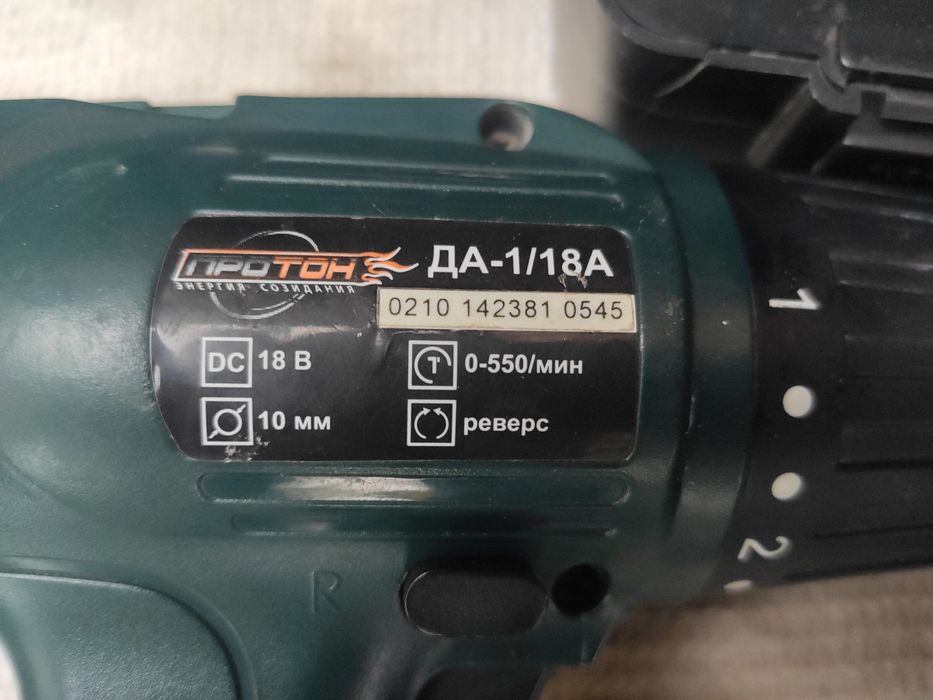 ПРОТОН
ЭНЕРГИЯ СОЗИДАНИЯ
ДА-1/18А
0210 142381 0545
DC 18 В
T 0-550/мин
10 мм
реверс
R
1
2